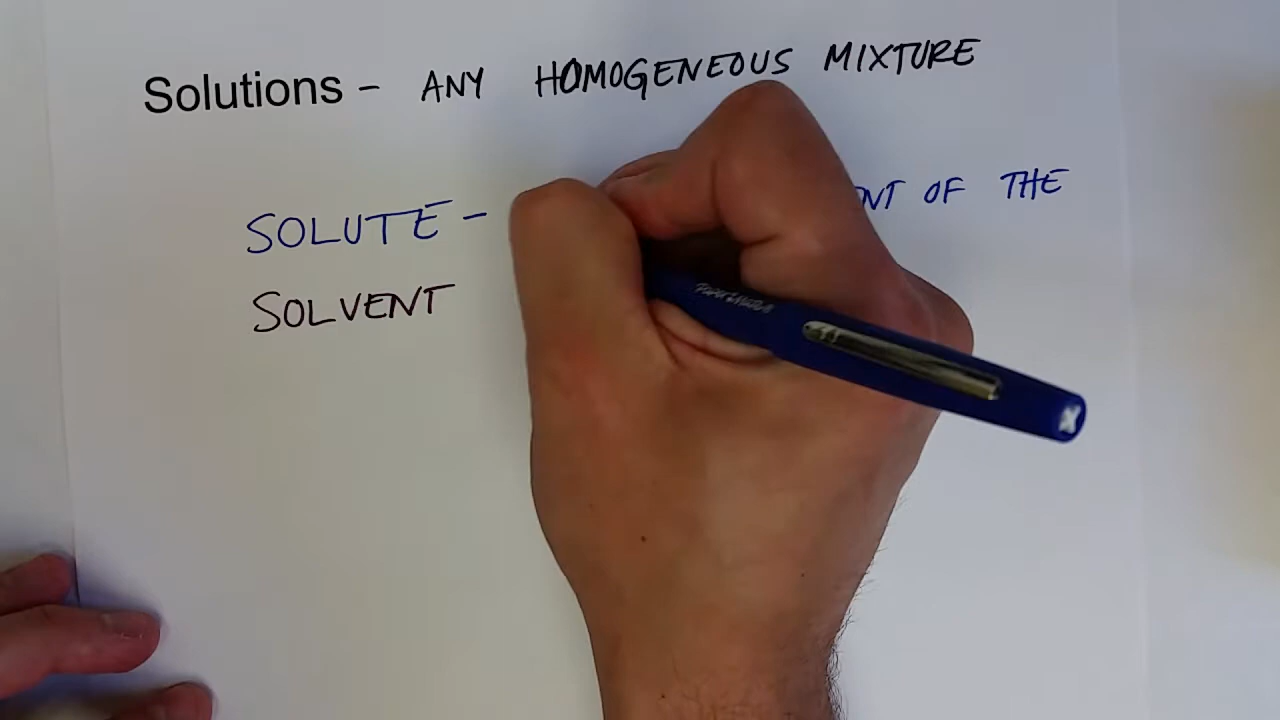 Solutions - ANY HOMOGENEOUS MIXTURE
SOLUTE - OF THE
SOLVENT